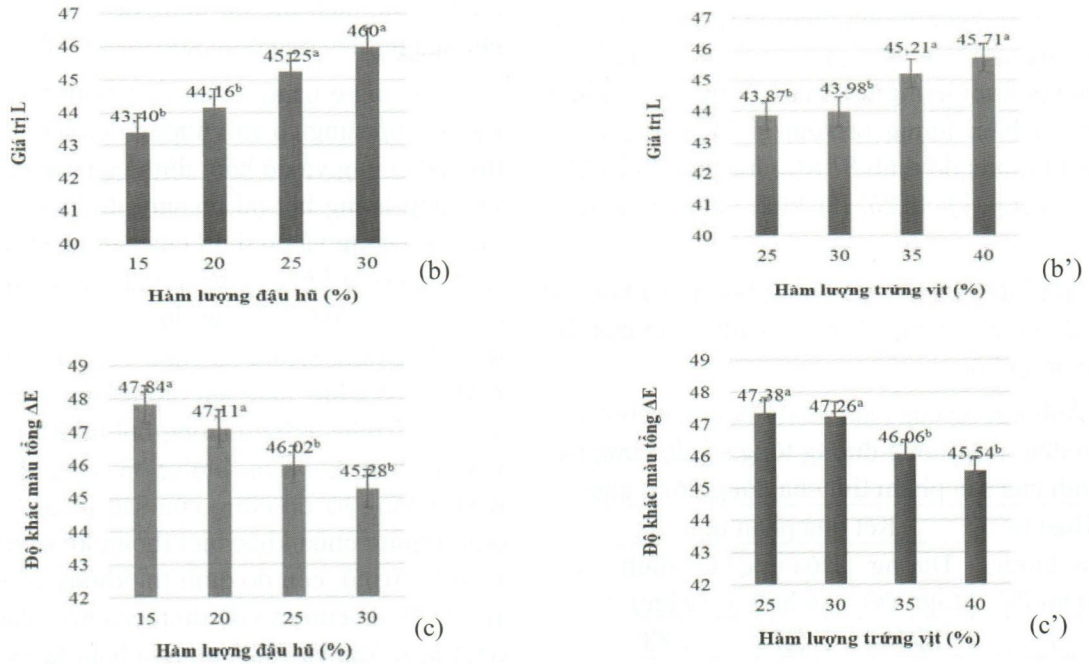 47
46
45
44
43
42
41
40
Giá trị L
43.40ᵇ
44.16ᵇ
45.25ᵃ
460ᵃ
15 20 25 30
Hàm lượng đậu hũ (%)
(b)
47
46
45
44
43
42
41
40
Giá trị L
43.87ᵇ
43.98ᵇ
45.21ᵃ
45.71ᵃ
25 30 35 40
Hàm lượng trứng vịt (%)
(b')
49
48
47
46
45
44
43
42
Độ khác màu tổng ΔE
47.84ᵃ
47.11ᵃ
46.02ᵇ
45.28ᵇ
15 20 25 30
Hàm lượng đậu hũ (%)
(c)
49
48
47
46
45
44
43
42
Độ khác màu tổng ΔE
47.38ᵃ
47.26ᵃ
46.06ᵇ
45.54ᵇ
25 30 35 40
Hàm lượng trứng vịt (%)
(c')